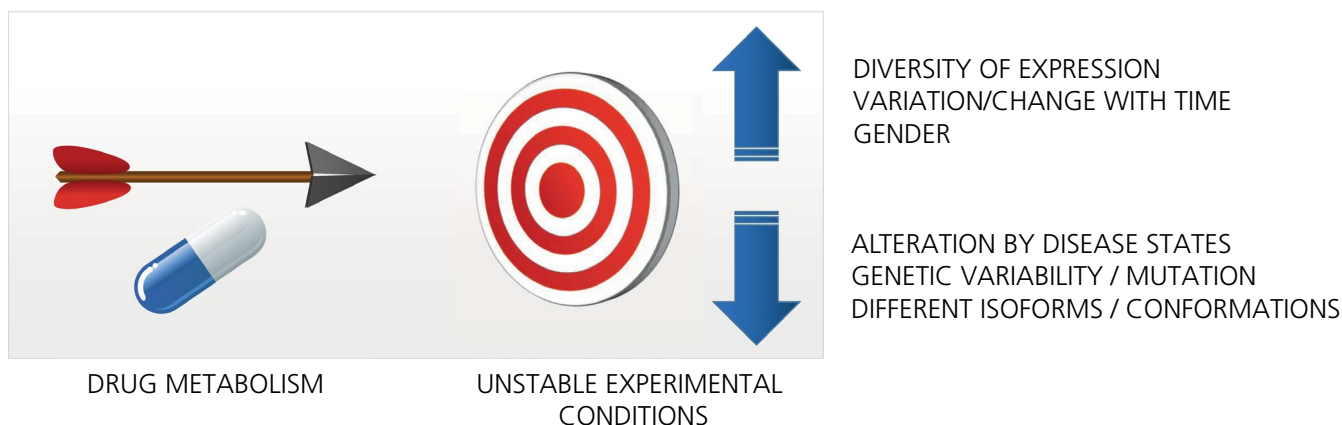 DIVERSITY OF EXPRESSION
VARIATION/CHANGE WITH TIME
GENDER
ALTERATION BY DISEASE STATES
GENETIC VARIABILITY / MUTATION
DIFFERENT ISOFORMS / CONFORMATIONS
DRUG METABOLISM
UNSTABLE EXPERIMENTAL
CONDITIONS